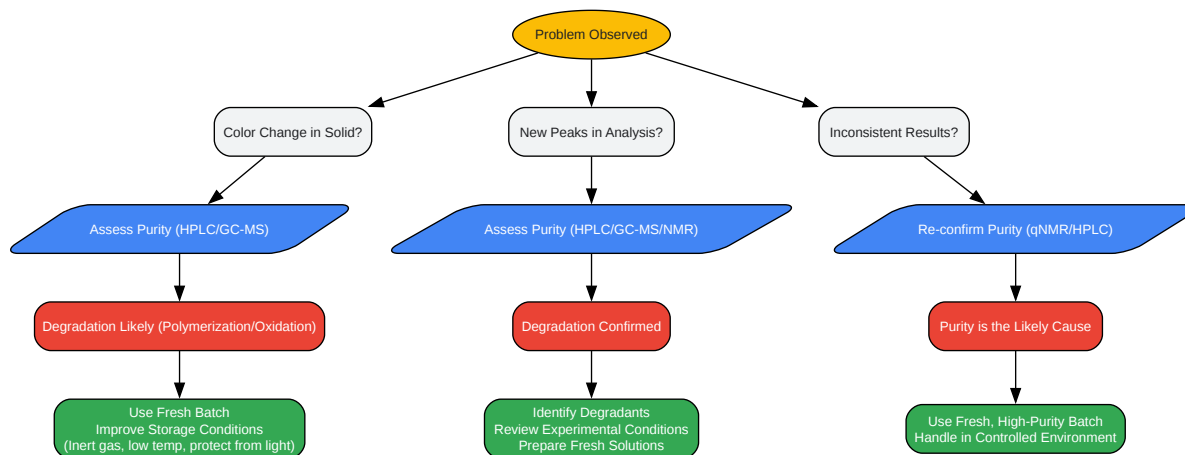 Problem Observed
Color Change in Solid?
New Peaks in Analysis?
Inconsistent Results?
Assess Purity (HPLC/GC-MS)
Assess Purity (HPLC/GC-MS/NMR)
Re-confirm Purity (qNMR/HPLC)
Degradation Likely (Polymerization/Oxidation)
Degradation Confirmed
Purity is the Likely Cause
Use Fresh Batch
Improve Storage Conditions
(Inert gas, low temp, protect from light)
Identify Degradants
Review Experimental Conditions
Prepare Fresh Solutions
Use Fresh, High-Purity Batch
Handle in Controlled Environment